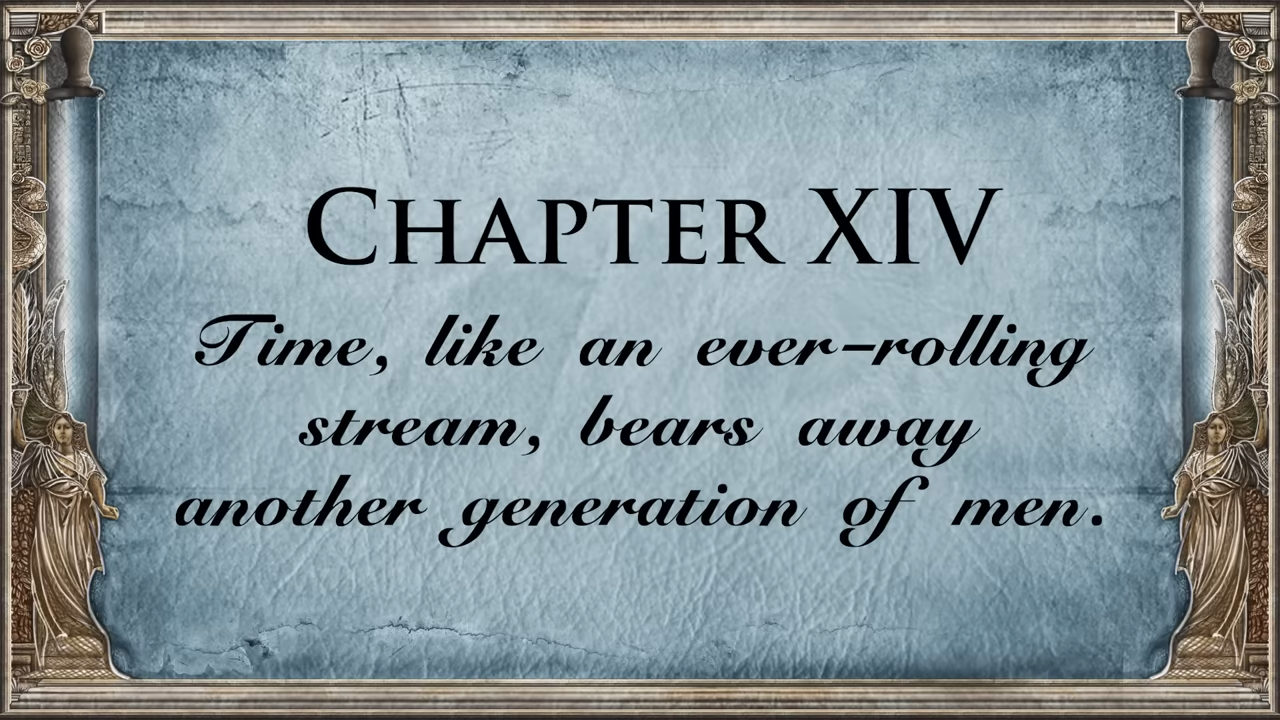 Chapter XIV
Time, like an ever-rolling
stream, bears away
another generation of men.